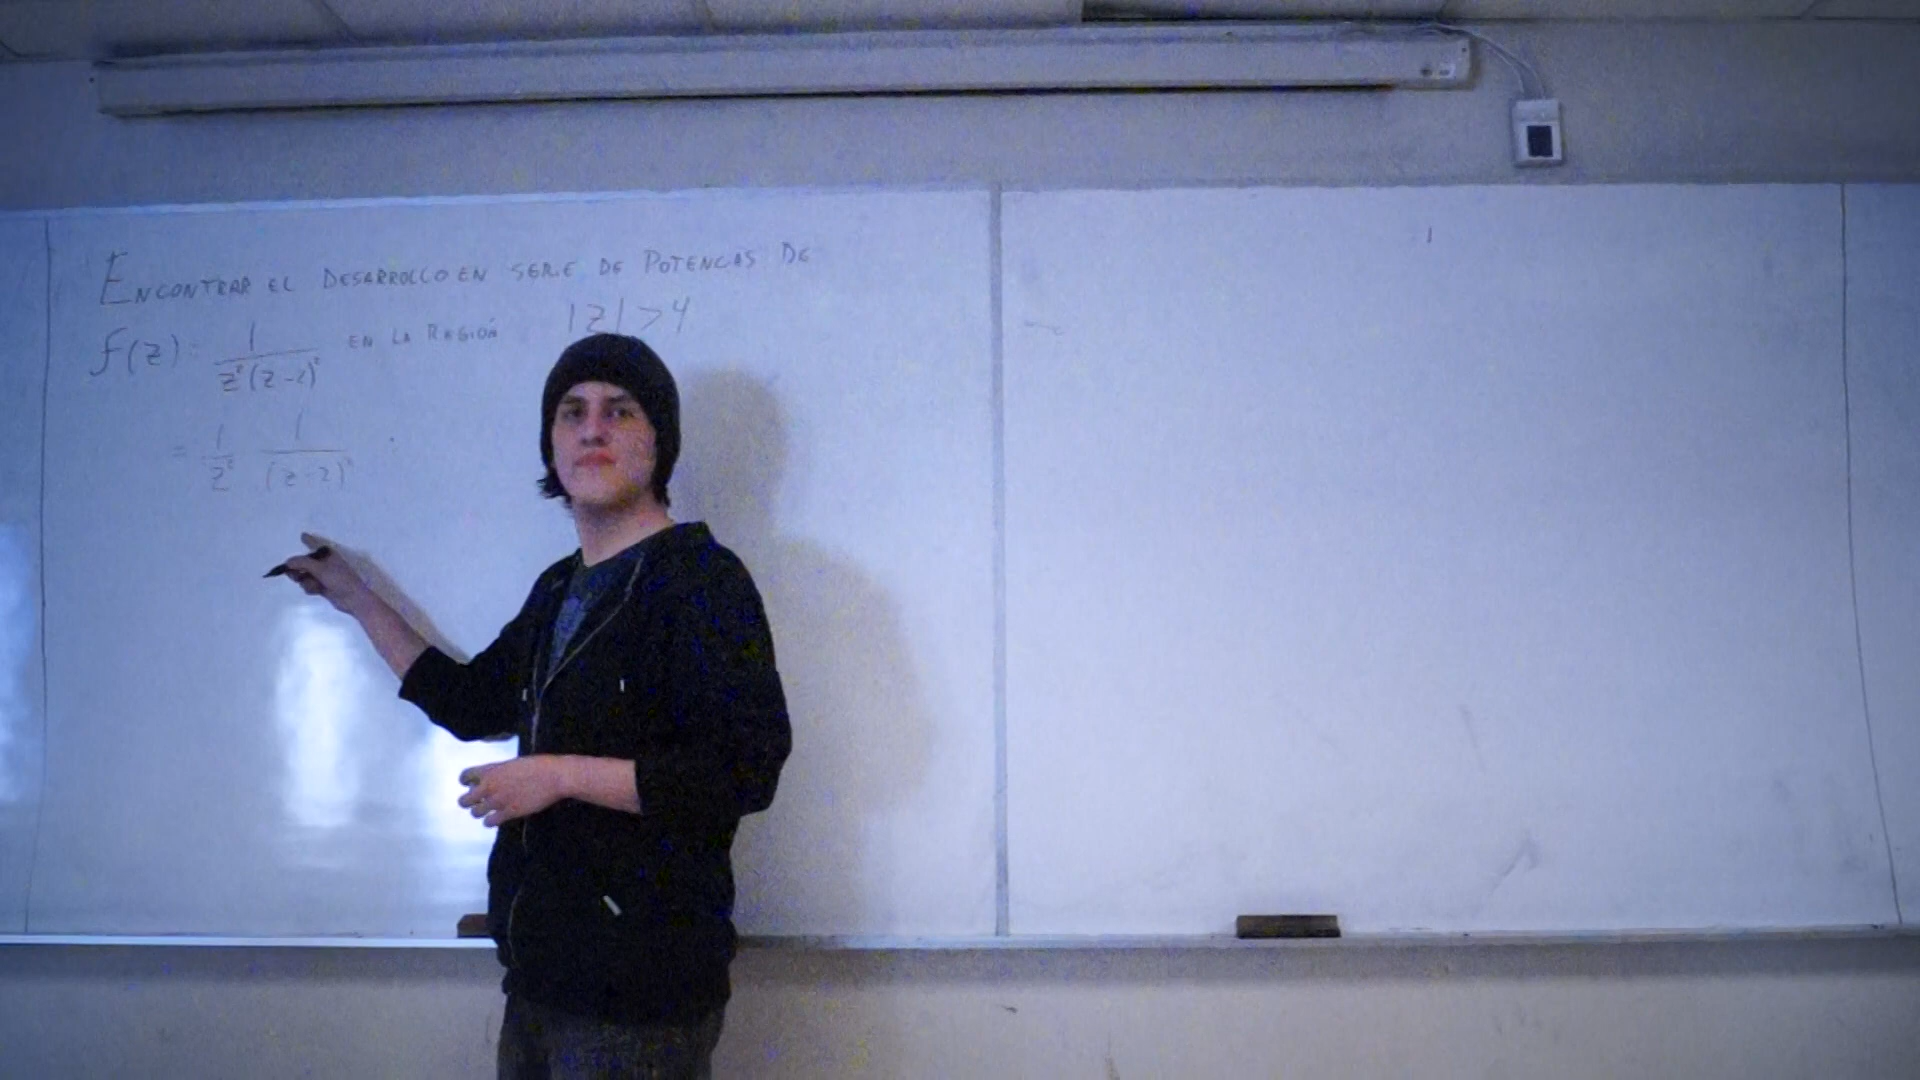 ENCONTRAR EL DESARROLLO EN SERIE DE POTENCAS DE
f(z) = 1 / z²(z-2)² EN LA REGIÓN |z| > 4
= 1/z² 1/(z-2)²